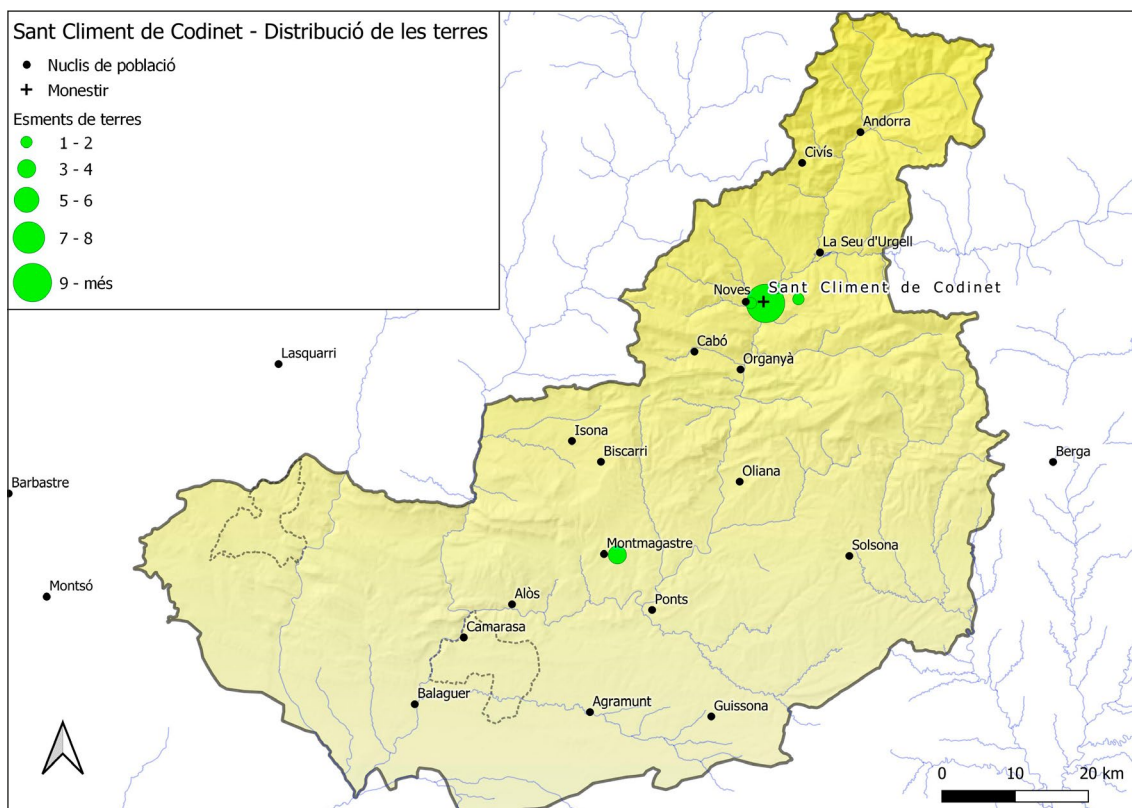 Sant Climent de Codinet - Distribució de les terres
Nuclis de població
Monestir
Esments de terres
1 - 2
3 - 4
5 - 6
7 - 8
9 - més
Andorra
Civís
La Seu d'Urgell
Noves
Sant Climent de Codinet
Cabó
Organyà
Lasquarri
Isona
Biscarri
Oliana
Berga
Barbastre
Montmagastre
Solsona
Montsó
Alòs
Ponts
Camarasa
Balaguer
Agramunt
Guissona
0 10 20 km